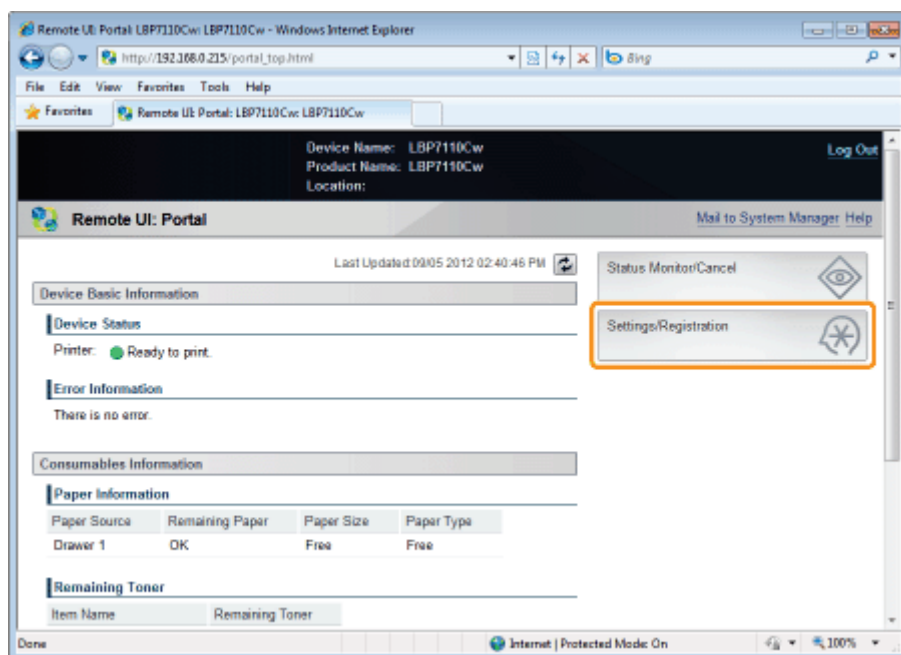 Remote UI: Portal: LBP7110Cw: LBP7110Cw - Windows Internet Explorer
http://192.168.0.215/portal_top.html
Bing
File Edit View Favorites Tools Help
Favorites
Remote UI: Portal: LBP7110Cw: LBP7110Cw
Device Name: LBP7110Cw
Product Name: LBP7110Cw
Location:
Log Out
Remote UI: Portal
Mail to System Manager Help
Last Updated:09/05 2012 02:40:46 PM
Status Monitor/Cancel
Device Basic Information
Device Status
Settings/Registration
Printer: Ready to print.
Error Information
There is no error.
Consumables Information
Paper Information
Paper Source Remaining Paper Paper Size Paper Type
Drawer 1 OK Free Free
Remaining Toner
Item Name Remaining Toner
Done
Internet | Protected Mode: On
100%